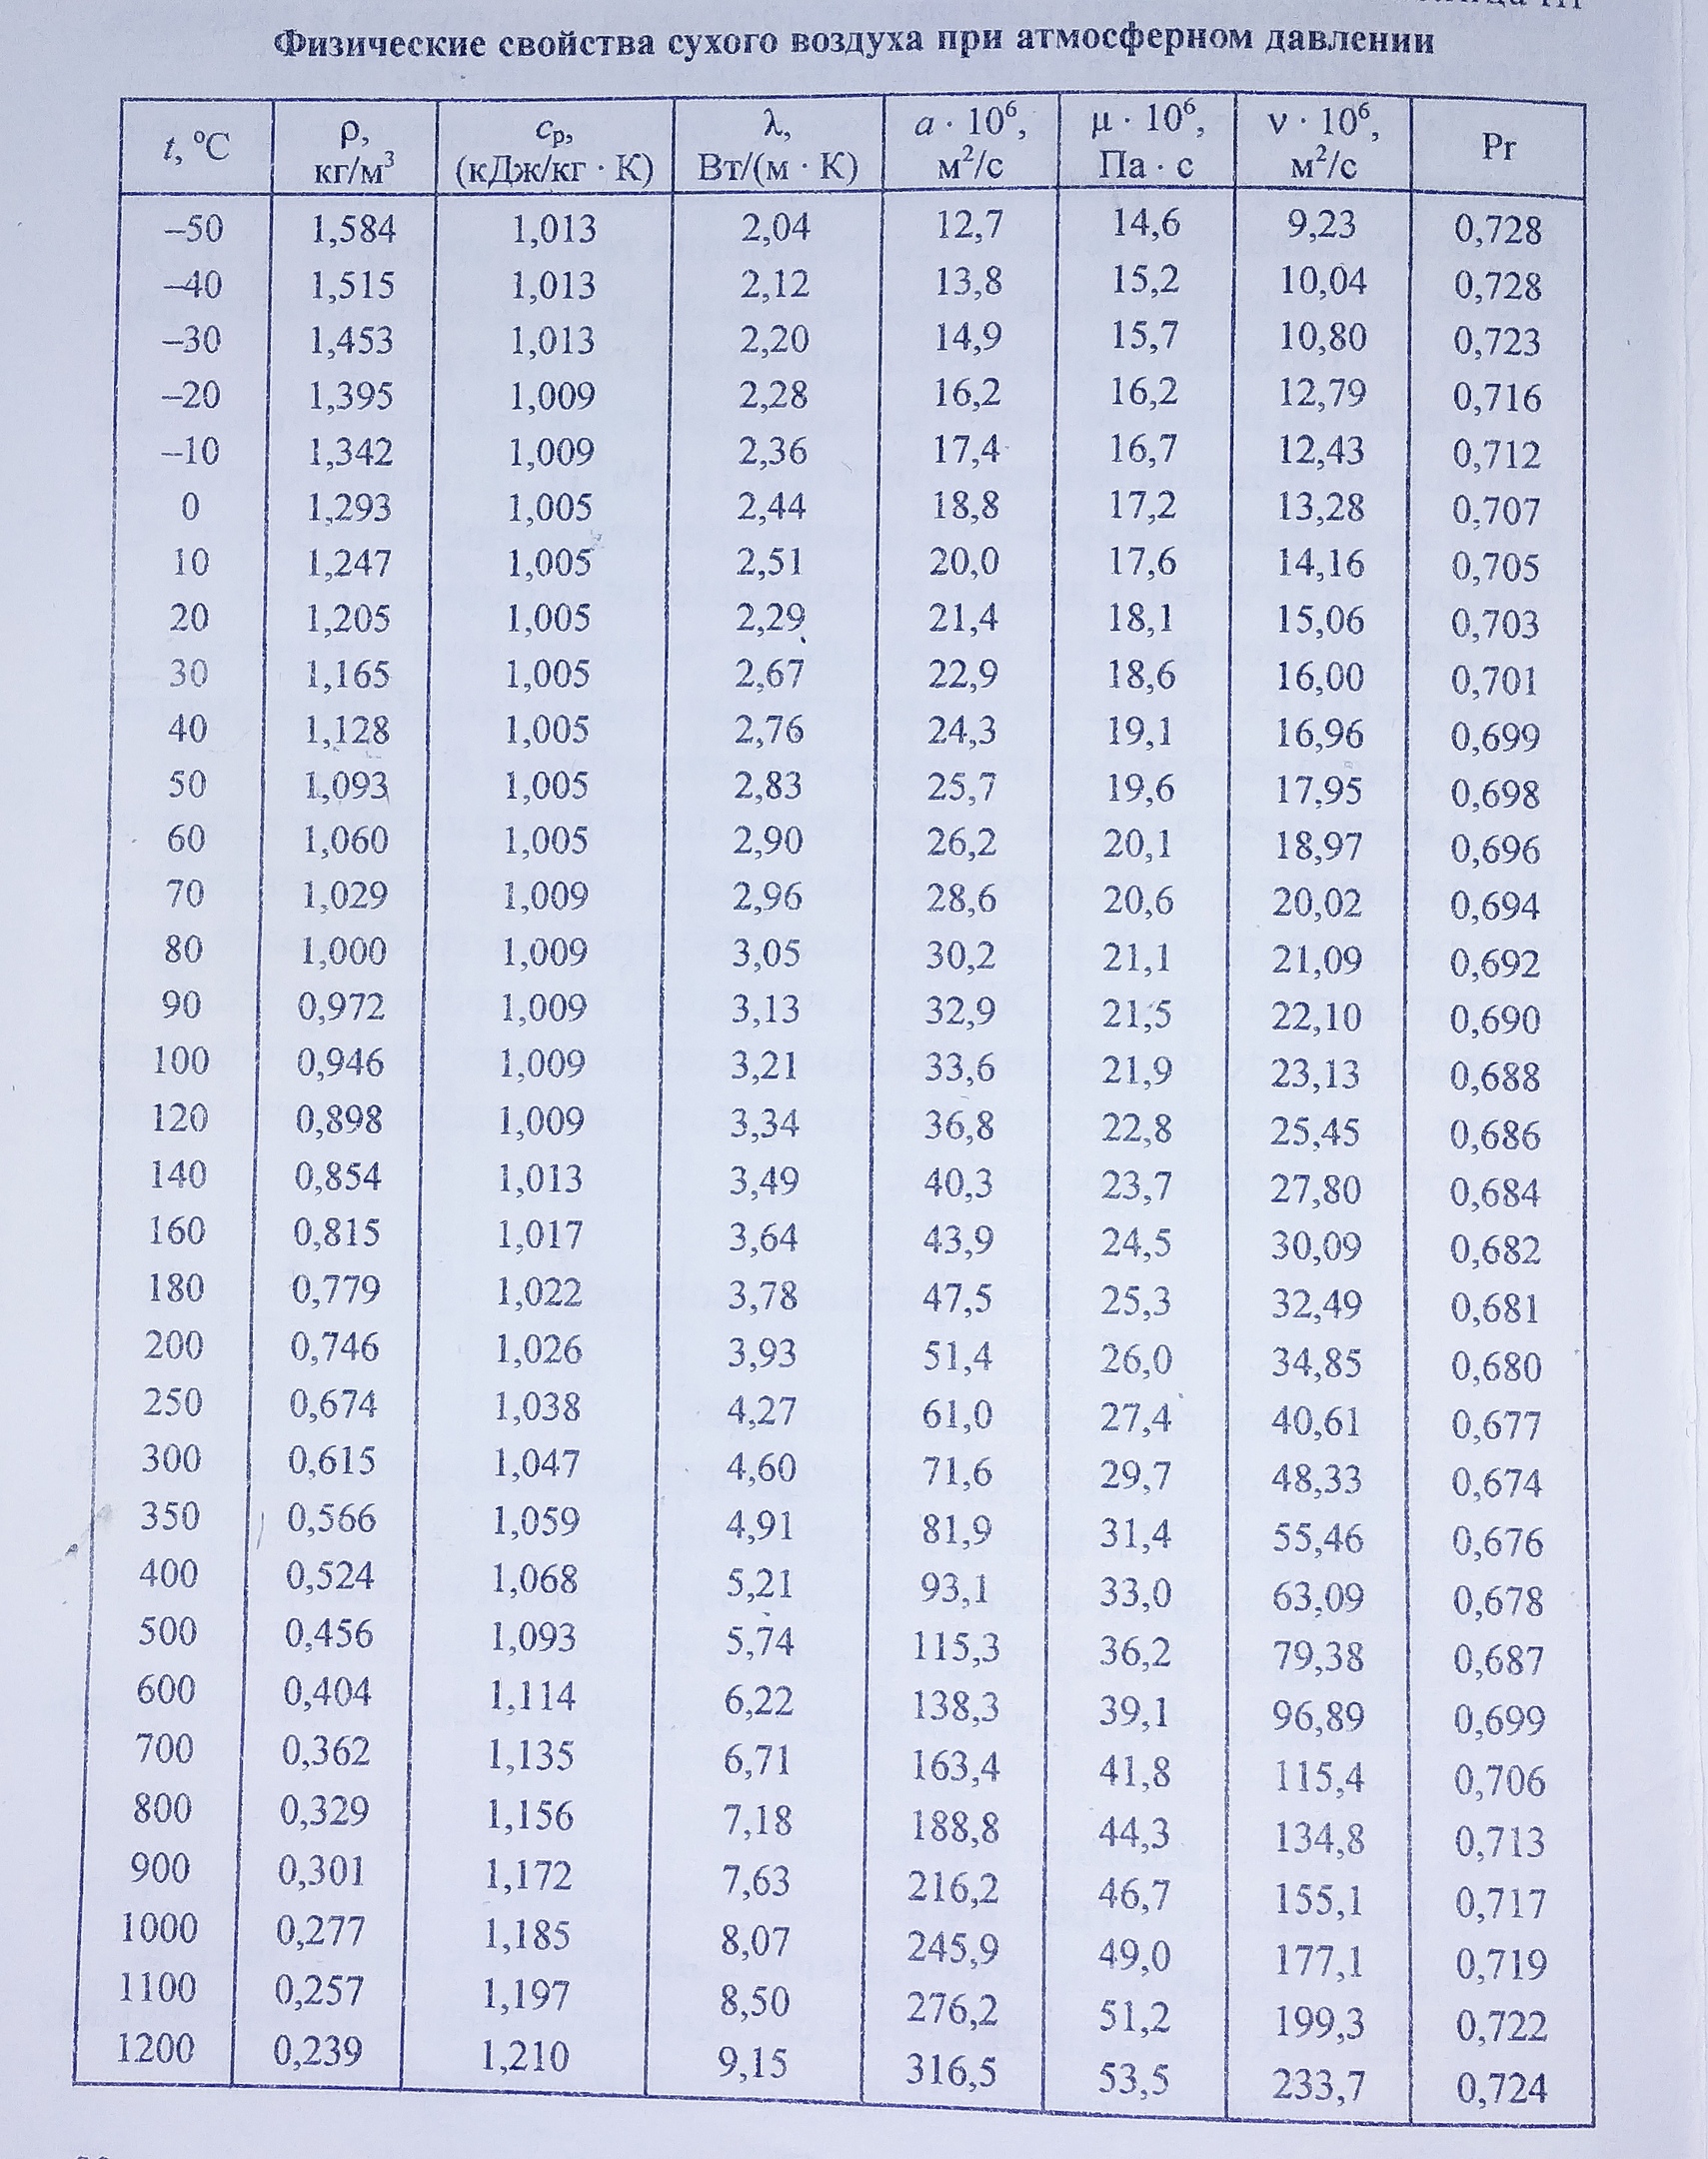 Физические свойства сухого воздуха при атмосферном давлении
t, °C ρ, кг/м³ cp, (кДж/кг · К) λ, Вт/(м · К) a · 10⁶, м²/с μ · 10⁶, Па · с ν · 10⁶, м²/с Pr
–50 1,584 1,013 2,04 12,7 14,6 9,23 0,728
–40 1,515 1,013 2,12 13,8 15,2 10,04 0,728
–30 1,453 1,013 2,20 14,9 15,7 10,80 0,723
–20 1,395 1,009 2,28 16,2 16,2 12,79 0,716
–10 1,342 1,009 2,36 17,4 16,7 12,43 0,712
0 1,293 1,005 2,44 18,8 17,2 13,28 0,707
10 1,247 1,005 2,51 20,0 17,6 14,16 0,705
20 1,205 1,005 2,29 21,4 18,1 15,06 0,703
30 1,165 1,005 2,67 22,9 18,6 16,00 0,701
40 1,128 1,005 2,76 24,3 19,1 16,96 0,699
50 1,093 1,005 2,83 25,7 19,6 17,95 0,698
60 1,060 1,005 2,90 26,2 20,1 18,97 0,696
70 1,029 1,009 2,96 28,6 20,6 20,02 0,694
80 1,000 1,009 3,05 30,2 21,1 21,09 0,692
90 0,972 1,009 3,13 32,9 21,5 22,10 0,690
100 0,946 1,009 3,21 33,6 21,9 23,13 0,688
120 0,898 1,009 3,34 36,8 22,8 25,45 0,686
140 0,854 1,013 3,49 40,3 23,7 27,80 0,684
160 0,815 1,017 3,64 43,9 24,5 30,09 0,682
180 0,779 1,022 3,78 47,5 25,3 32,49 0,681
200 0,746 1,026 3,93 51,4 26,0 34,85 0,680
250 0,674 1,038 4,27 61,0 27,4 40,61 0,677
300 0,615 1,047 4,60 71,6 29,7 48,33 0,674
350 0,566 1,059 4,91 81,9 31,4 55,46 0,676
400 0,524 1,068 5,21 93,1 33,0 63,09 0,678
500 0,456 1,093 5,74 115,3 36,2 79,38 0,687
600 0,404 1,114 6,22 138,3 39,1 96,89 0,699
700 0,362 1,135 6,71 163,4 41,8 115,4 0,706
800 0,329 1,156 7,18 188,8 44,3 134,8 0,713
900 0,301 1,172 7,63 216,2 46,7 155,1 0,717
1000 0,277 1,185 8,07 245,9 49,0 177,1 0,719
1100 0,257 1,197 8,50 276,2 51,2 199,3 0,722
1200 0,239 1,210 9,15 316,5 53,5 233,7 0,724